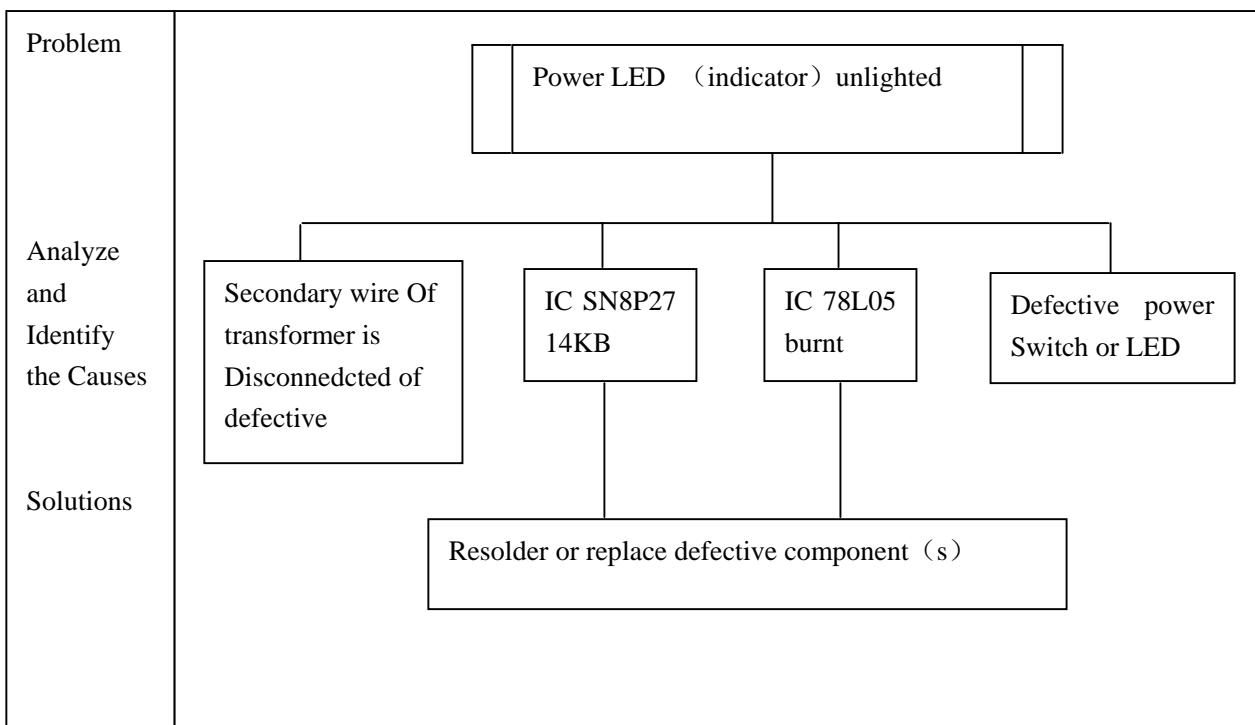 Problem
Power LED （indicator）unlighted
Analyze
and
Identify
the Causes
Secondary wire Of
transformer is
Disconnedcted of
defective
IC SN8P27
14KB
IC 78L05
burnt
Defective power
Switch or LED
Solutions
Resolder or replace defective component（s）